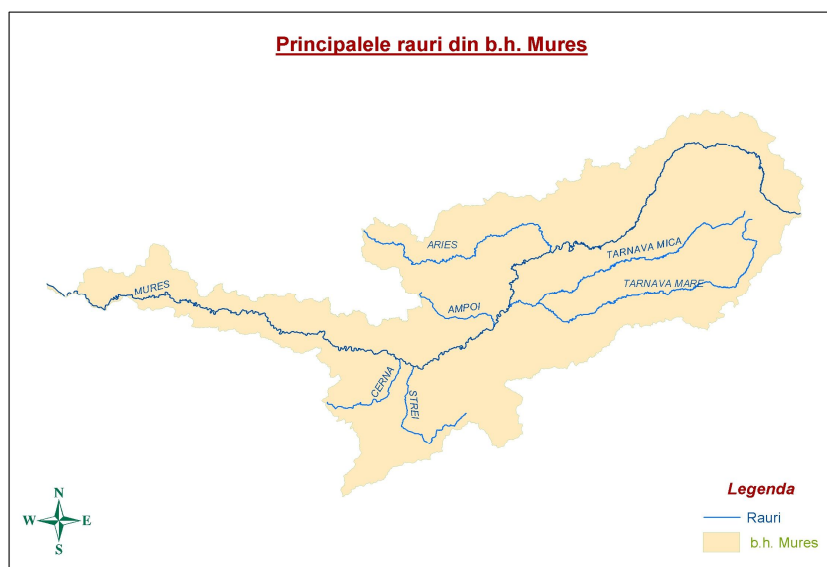 Principalele rauri din b.h. Mures
ARIES
TARNAVA MICA
TARNAVA MARE
MURES
AMPOI
CERNA
STREI
N
W E
S
Legenda
Rauri
b.h. Mures